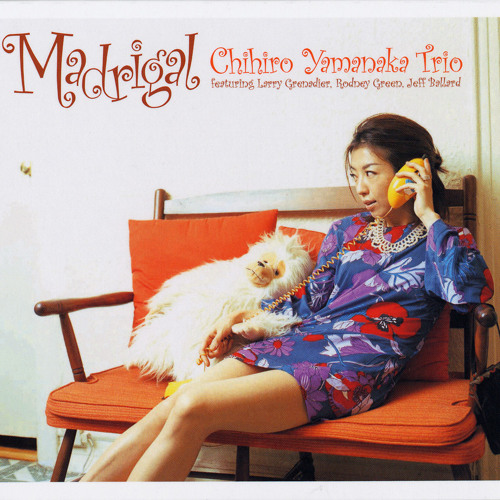 Madrigal
Chihiro Yamanaka Trio
featuring Larry Grenadier, Rodney Green, Jeff Ballard